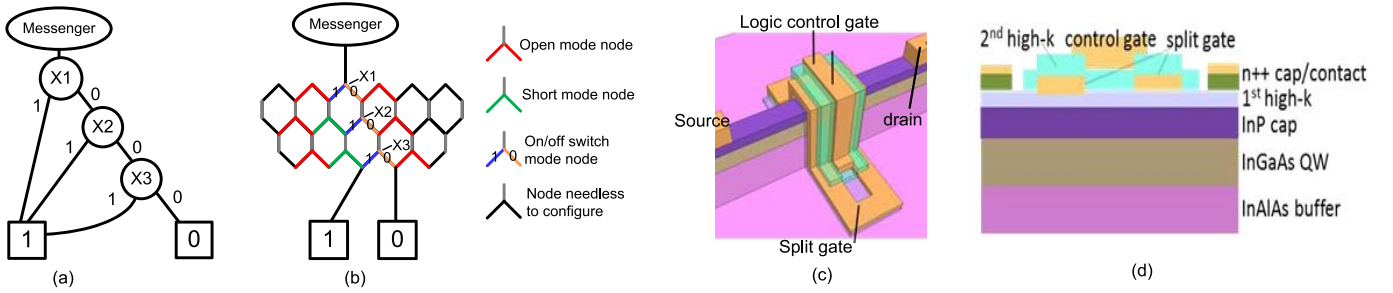 Messenger
X1
1
0
X2
1
0
X3
1
0
1
0
(a)
Messenger
X1
1 0
X2
1 0
X3
1 0
1
0
(b)
Open mode node
Short mode node
On/off switch
mode node
1 0
Node needless
to configure
Logic control gate
Source
drain
Split gate
(c)
2nd high-k
control gate
split gate
n++ cap/contact
1st high-k
InP cap
InGaAs QW
InAlAs buffer
(d)